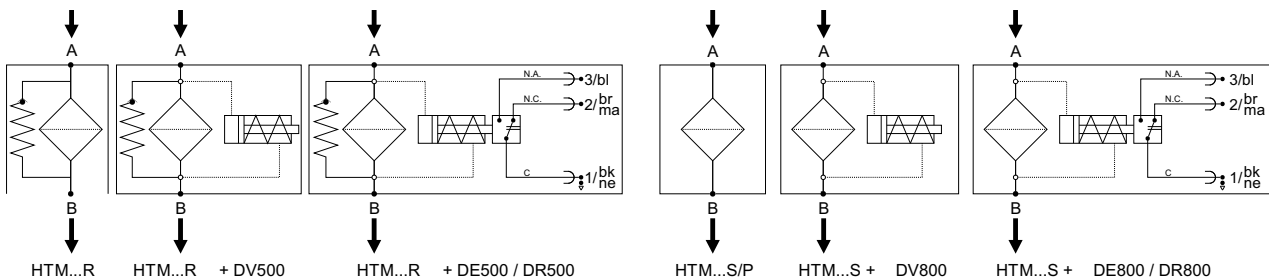 A A A A A A
N.A. 3/bl N.A. 3/bl
N.C. 2/br ma N.C. 2/br ma
C 1/bk ne C 1/bk ne
B B B B B B
HTM...R HTM...R + DV500 HTM...R + DE500 / DR500 HTM...S/P HTM...S + DV800 HTM...S + DE800 / DR800